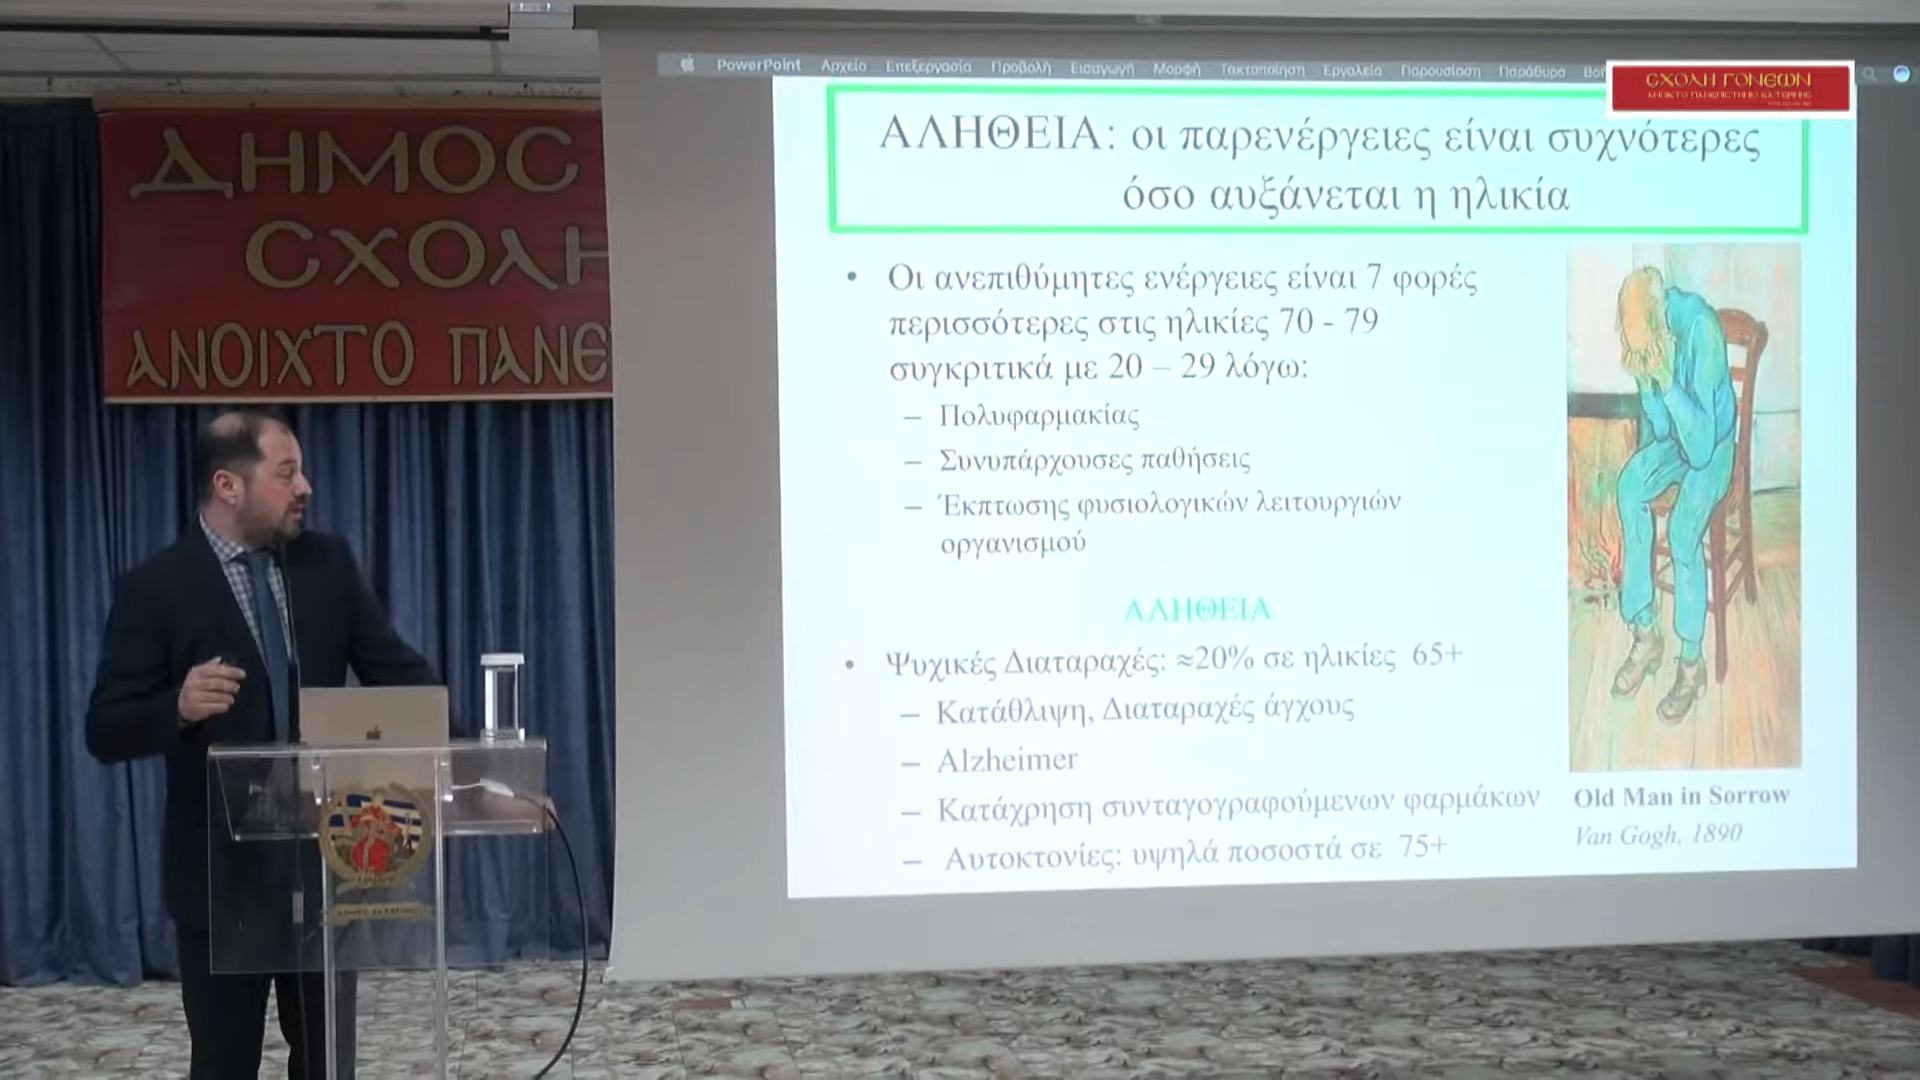 PowerPoint Αρχείο Επεξεργασία Προβολή Εισαγωγή Μορφή Τακτοποίηση Εργαλεία Παρουσίαση Παράθυρο
ΣΧΟΛΗ ΓΟΝΕΩΝ
ΑΝΟΙΚΤΟ ΠΑΝΕΠΙΣΤΗΜΙΟ ΚΑΤΕΡΙΝΗΣ
ΔΗΜΟΣ
ΣΧΟΛΗ
ΑΝΟΙΧΤΟ ΠΑΝΕ
ΑΛΗΘΕΙΑ: οι παρενέργειες είναι συχνότερες
όσο αυξάνεται η ηλικία
• Οι ανεπιθύμητες ενέργειες είναι 7 φορές
περισσότερες στις ηλικίες 70 - 79
συγκριτικά με 20 – 29 λόγω:
– Πολυφαρμακίας
– Συνυπάρχουσες παθήσεις
– Έκπτωσης φυσιολογικών λειτουργιών
οργανισμού
ΑΛΗΘΕΙΑ
• Ψυχικές Διαταραχές: ≈20% σε ηλικίες 65+
– Κατάθλιψη, Διαταραχές άγχους
– Alzheimer
– Κατάχρηση συνταγογραφούμενων φαρμάκων
– Αυτοκτονίες: υψηλά ποσοστά σε 75+
Old Man in Sorrow
Van Gogh, 1890